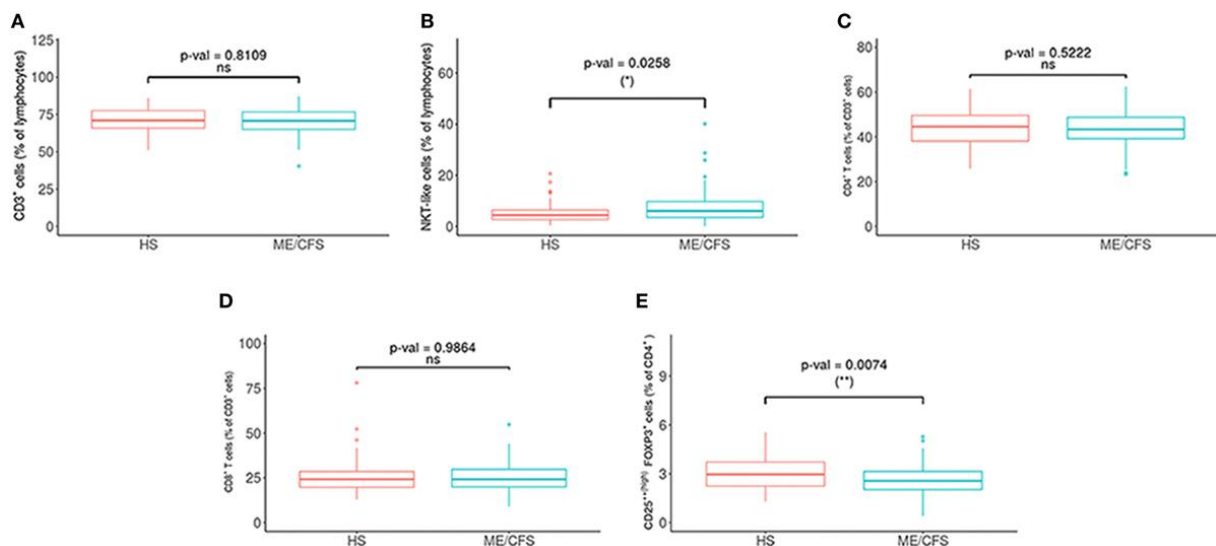 A
CD3⁺ cells (% of lymphocytes)
125
100
75
50
25
0
p-val = 0.8109
ns
HS ME/CFS
B
NKT-like cells (% of lymphocytes)
60
40
20
0
p-val = 0.0258
(*)
HS ME/CFS
C
CD4⁺ T cells (% of CD3⁺ cells)
80
60
40
20
0
p-val = 0.5222
ns
HS ME/CFS
D
CD8⁺ T cells (% of CD3⁺ cells)
100
75
50
25
0
p-val = 0.9864
ns
HS ME/CFS
E
CD25⁺⁺⁽ʰⁱᵍʰ⁾ FOXP3⁺ cells (% of CD4⁺)
9
6
3
0
p-val = 0.0074
(**)
HS ME/CFS